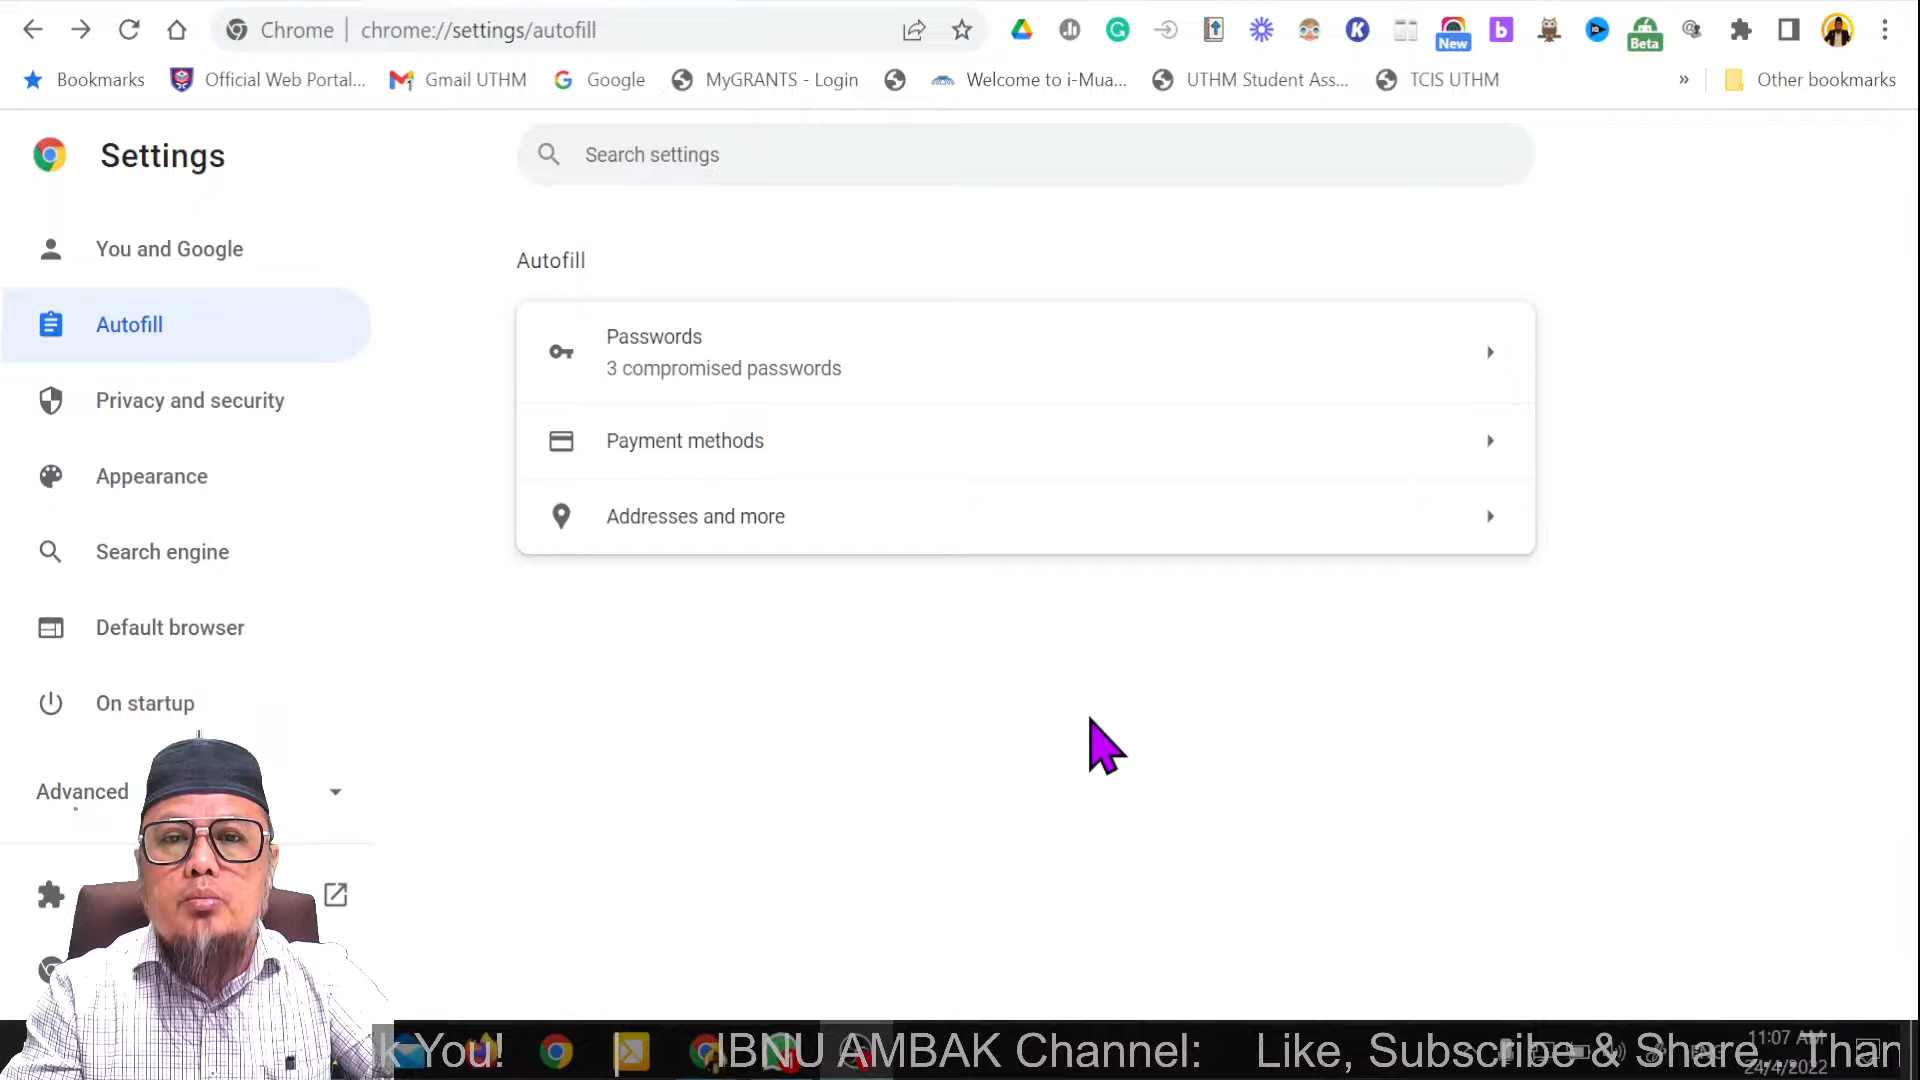 Chrome | chrome://settings/autofill
New
Beta
Bookmarks Official Web Portal... Gmail UTHM Google MyGRANTS - Login Welcome to i-Mua... UTHM Student Ass... TCIS UTHM » Other bookmarks
Settings
Search settings
You and Google
Autofill
Autofill
Passwords
3 compromised passwords
Privacy and security
Payment methods
Appearance
Addresses and more
Search engine
Default browser
On startup
Advanced
k You! | IBNU AMBAK Channel: Like, Subscribe & Share Than
11:07 AM
24/4/2022